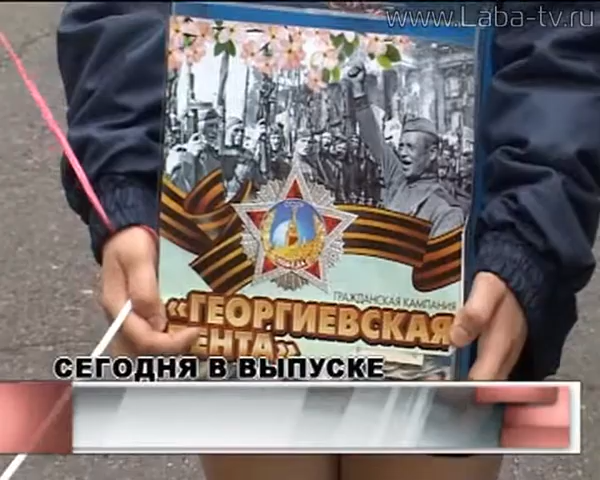 www.Laba-tv.ru
ГРАЖДАНСКАЯ КАМПАНИЯ
«ГЕОРГИЕВСКАЯ
ЛЕНТА»
СЕГОДНЯ В ВЫПУСКЕ